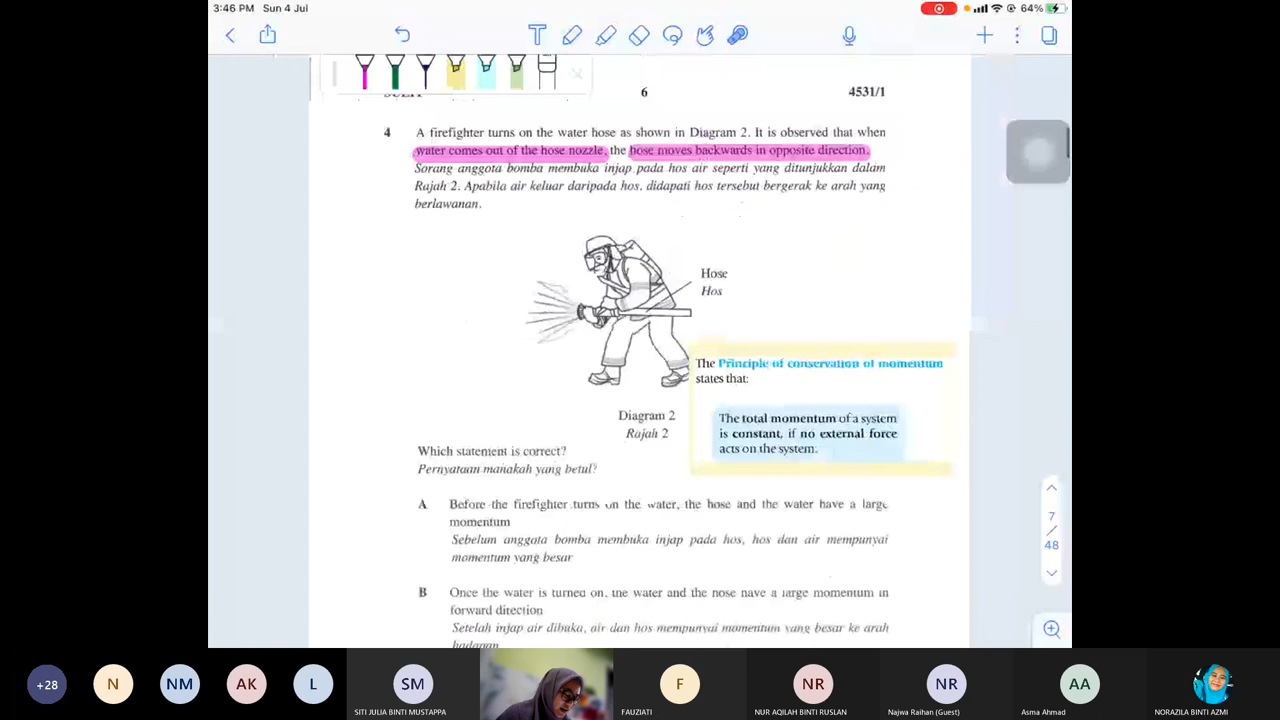 3:46 PM Sun 4 Jul
64%
6
4531/1
4 A firefighter turns on the water hose as shown in Diagram 2. It is observed that when
water comes out of the hose nozzle, the hose moves backwards in opposite direction.
Sorang anggota bomba membuka injap pada hos air seperti yang ditunjukkan dalam
Rajah 2. Apabila air keluar daripada hos, didapati hos tersebut bergerak ke arah yang
berlawanan.
Hose
Hos
The Principle of conservation of momentum
states that:
The total momentum of a system
is constant, if no external force
acts on the system.
Diagram 2
Rajah 2
Which statement is correct?
Pernyataan manakah yang betul?
A Before the firefighter turns on the water, the hose and the water have a large
momentum
Sebelum anggota bomba membuka injap pada hos, hos dan air mempunyai
momentum yang besar
B Once the water is turned on, the water and the hose have a large momentum in
forward direction
Setelah injap air dibuka, air dan hos mempunyai momentum yang besar ke arah
hadapan
7
/
48
+28
N
NM
AK
L
SM
F
NR
NR
AA
SITI JULIA BINTI MUSTAPPA
FAUZIATI
NUR AQILAH BINTI RUSLAN
Najwa Raihan (Guest)
Asma Ahmad
NORAZILA BINTI AZMI